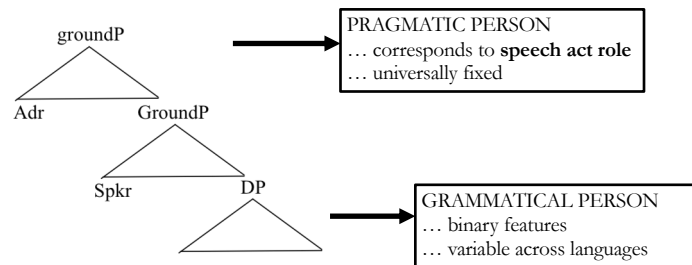 groundP
PRAGMATIC PERSON
… corresponds to speech act role
… universally fixed
Adr
GroundP
Spkr
DP
GRAMMATICAL PERSON
… binary features
… variable across languages